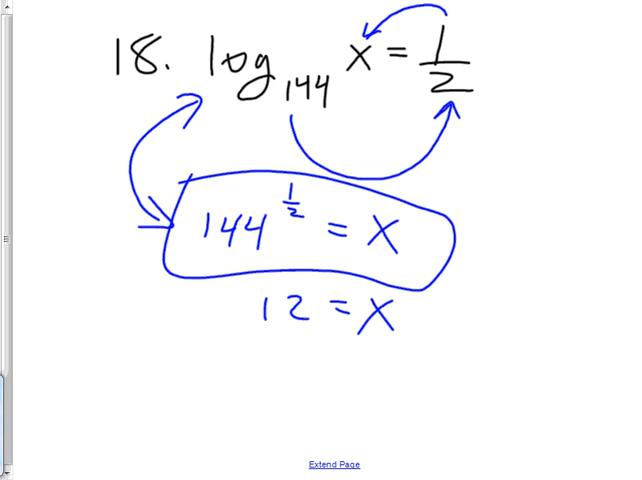 18. log₁₄₄ x = 1/2
144^1/2 = x
12 = x
Extend Page